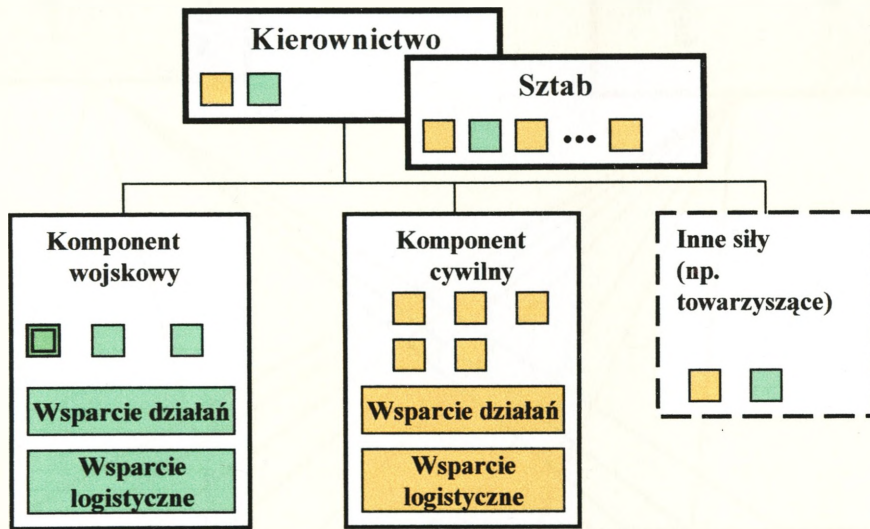 Kierownictwo
Sztab
...
Komponent
wojskowy
Wsparcie działań
Wsparcie
logistyczne
Komponent
cywilny
Wsparcie działań
Wsparcie
logistyczne
Inne siły
(np.
towarzyszące)